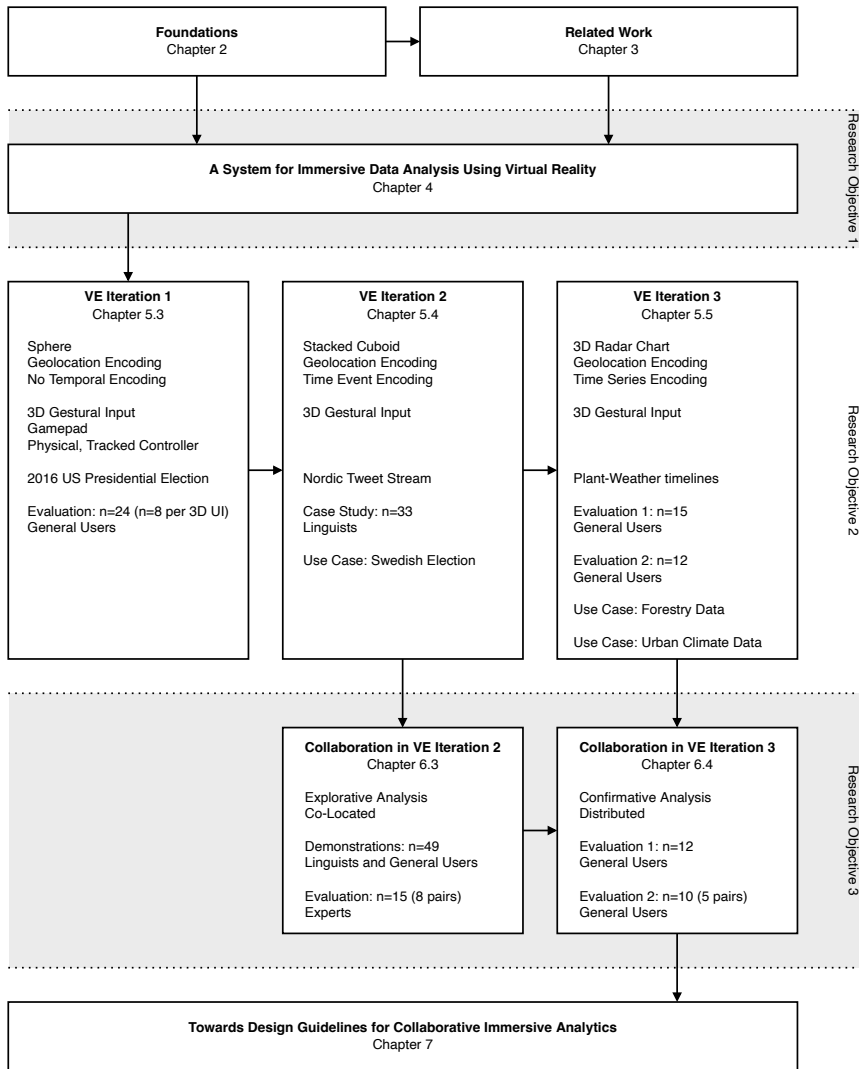 Foundations
Chapter 2
Related Work
Chapter 3
Research Objective 1
A System for Immersive Data Analysis Using Virtual Reality
Chapter 4
VE Iteration 1
Chapter 5.3
Sphere
Geolocation Encoding
No Temporal Encoding
3D Gestural Input
Gamepad
Physical, Tracked Controller
2016 US Presidential Election
Evaluation: n=24 (n=8 per 3D UI)
General Users
VE Iteration 2
Chapter 5.4
Stacked Cuboid
Geolocation Encoding
Time Event Encoding
3D Gestural Input
Nordic Tweet Stream
Case Study: n=33
Linguists
Use Case: Swedish Election
VE Iteration 3
Chapter 5.5
3D Radar Chart
Geolocation Encoding
Time Series Encoding
3D Gestural Input
Plant-Weather timelines
Evaluation 1: n=15
General Users
Evaluation 2: n=12
General Users
Use Case: Forestry Data
Use Case: Urban Climate Data
Research Objective 2
Collaboration in VE Iteration 2
Chapter 6.3
Explorative Analysis
Co-Located
Demonstrations: n=49
Linguists and General Users
Evaluation: n=15 (8 pairs)
Experts
Collaboration in VE Iteration 3
Chapter 6.4
Confirmative Analysis
Distributed
Evaluation 1: n=12
General Users
Evaluation 2: n=10 (5 pairs)
General Users
Research Objective 3
Towards Design Guidelines for Collaborative Immersive Analytics
Chapter 7